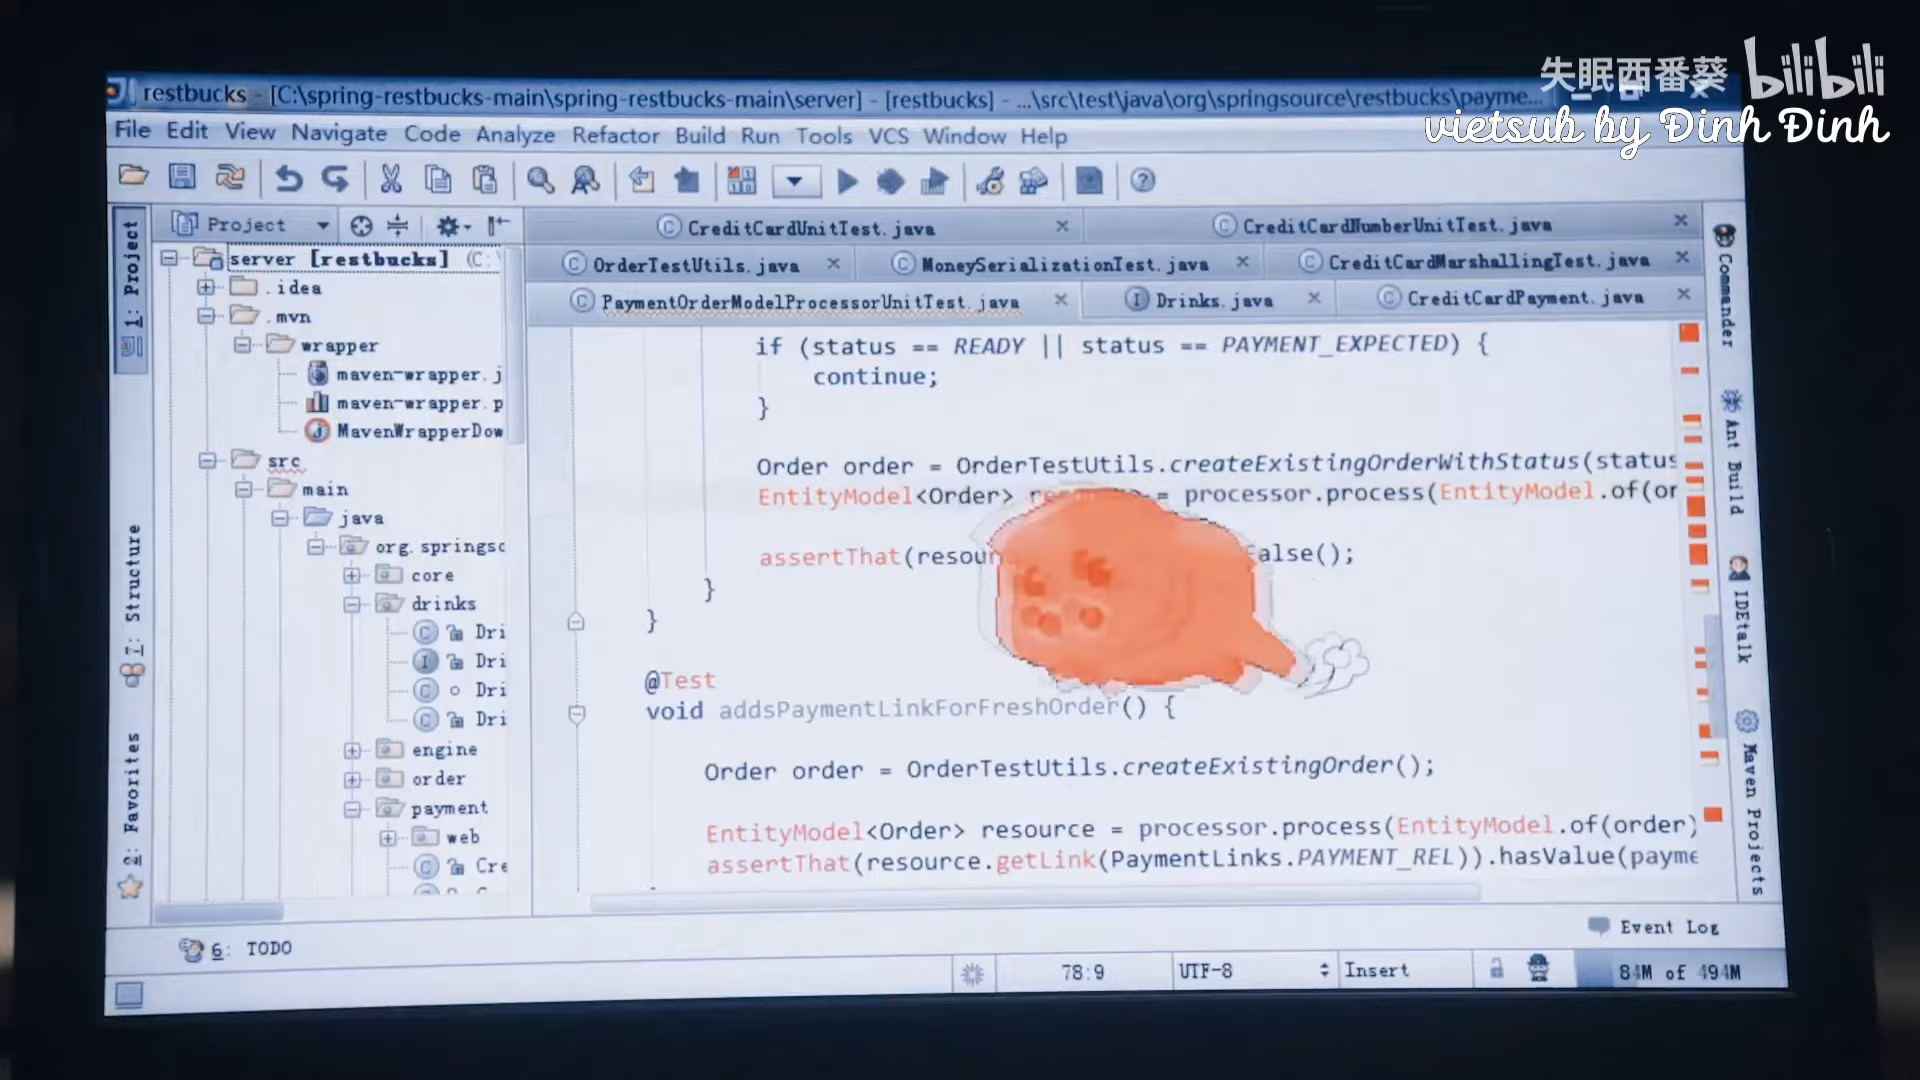 失眠西番葵 bilibili
vietsub by Đinh Đinh
restbucks - [C:\spring-restbucks-main\spring-restbucks-main\server] - [restbucks] - ...\src\test\java\org\springsource\restbucks\payme...
File Edit View Navigate Code Analyze Refactor Build Run Tools VCS Window Help
Project
CreditCardUnitTest.java
CreditCardNumberUnitTest.java
OrderTestUtils.java
MoneySerializationTest.java
CreditCardMarshallingTest.java
PaymentOrderModelProcessorUnitTest.java
Drinks.java
CreditCardPayment.java
1: Project
7: Structure
2: Favorites
server [restbucks] (C:\
.idea
.mvn
wrapper
maven-wrapper.j
maven-wrapper.p
MavenWrapperDow
src
main
java
org.springsc
core
drinks
Dri
Dri
Dri
Dri
engine
order
payment
web
Cre
if (status == READY || status == PAYMENT_EXPECTED) {
continue;
}
Order order = OrderTestUtils.createExistingOrderWithStatus(status
EntityModel<Order> re = processor.process(EntityModel.of(or
assertThat(resour alse();
}
}
@Test
void addsPaymentLinkForFreshOrder() {
Order order = OrderTestUtils.createExistingOrder();
EntityModel<Order> resource = processor.process(EntityModel.of(order)
assertThat(resource.getLink(PaymentLinks.PAYMENT_REL)).hasValue(payme
Commander
Ant Build
IDEtalk
Maven Projects
6: TODO
Event Log
78:9 UTF-8 Insert 84M of 494M